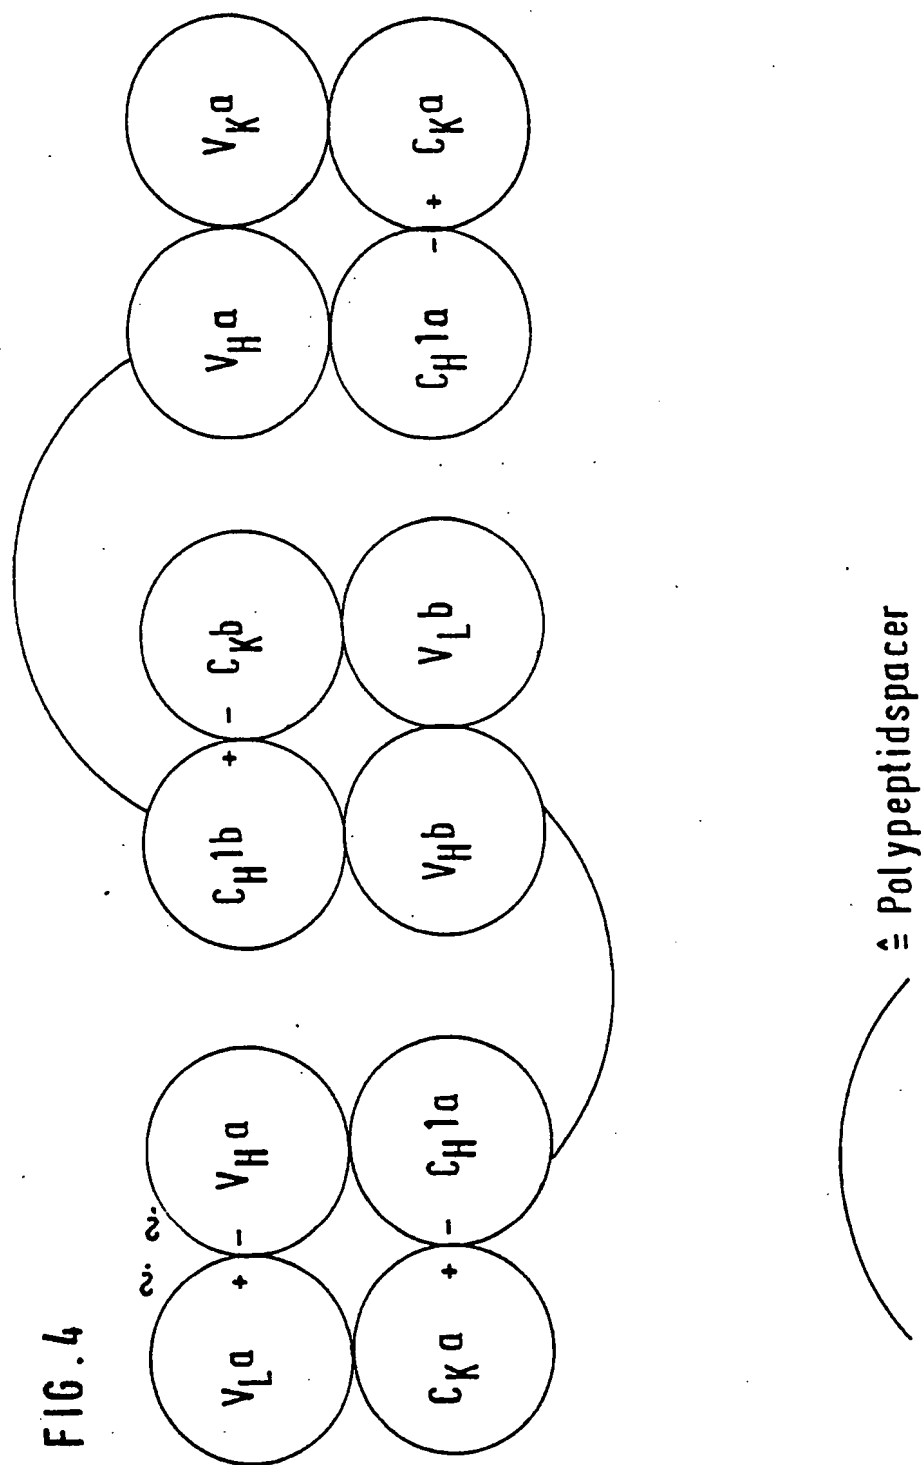 FIG. 4
? ?
V_L a + - V_H a C_H 1b + - C_K b V_H a V_K a
C_K a + - C_H 1a V_H b V_L b C_H 1a - + C_K a
≙ Polypeptidspacer